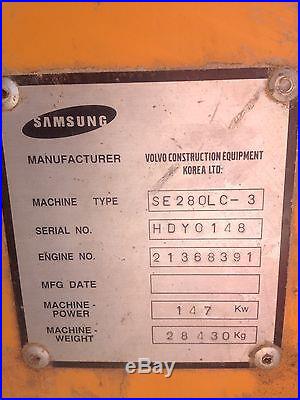 SAMSUNG
MANUFACTURER VOLVO CONSTRUCTION EQUIPMENT
KOREA LTD:
MACHINE TYPE SE280LC-3
SERIAL NO. HDY0148
ENGINE NO. 21368391
MFG DATE
MACHINE-
POWER 147 Kw
MACHINE-
WEIGHT 28430 Kg